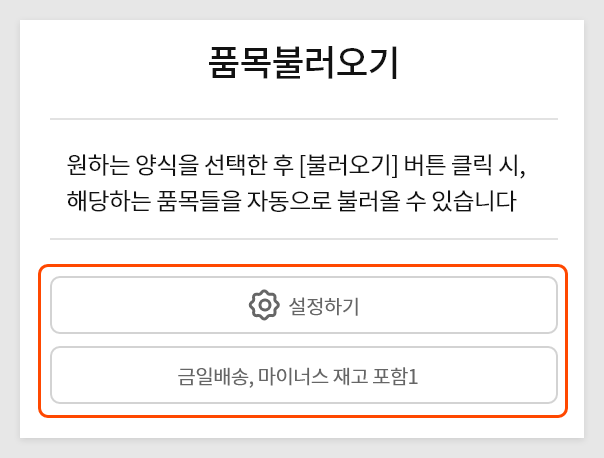 품목불러오기
원하는 양식을 선택한 후 [불러오기] 버튼 클릭 시,
해당하는 품목들을 자동으로 불러올 수 있습니다
설정하기
금일배송, 마이너스 재고 포함1